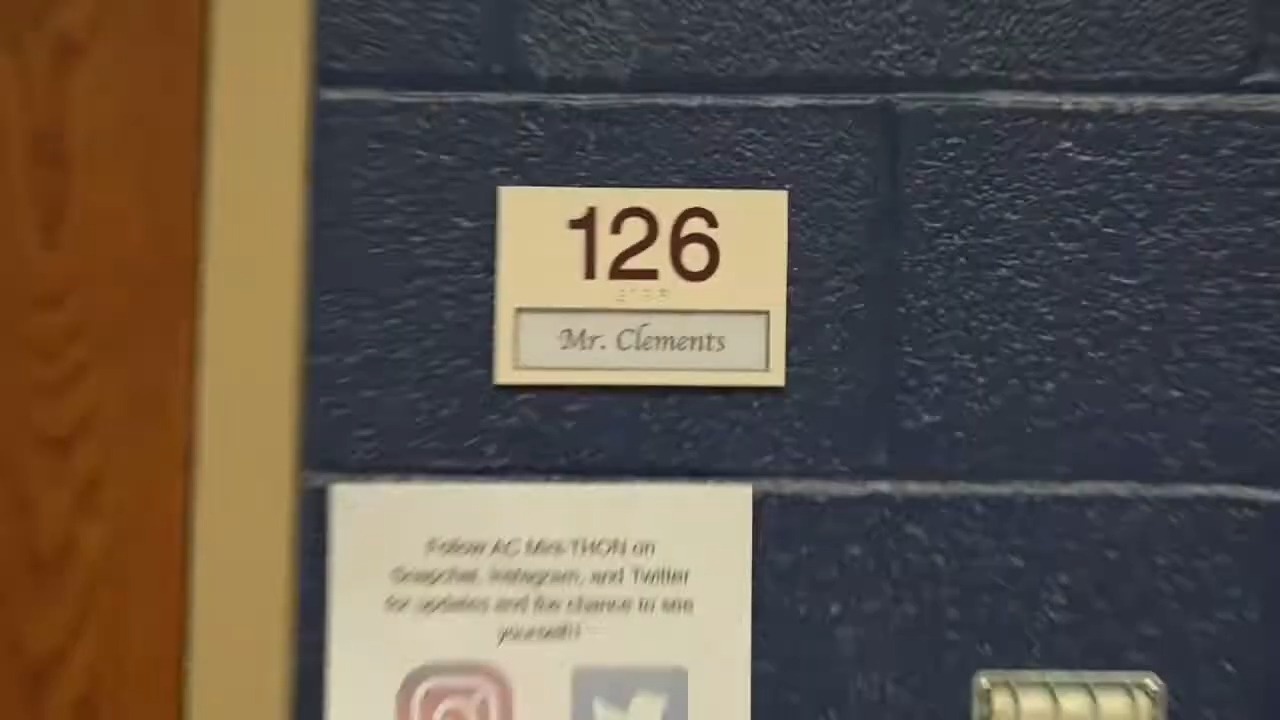 126
Mr. Clements
Follow AC Mini-THON on
Snapchat, Instagram, and Twitter
for updates and the chance to see
yourself!!